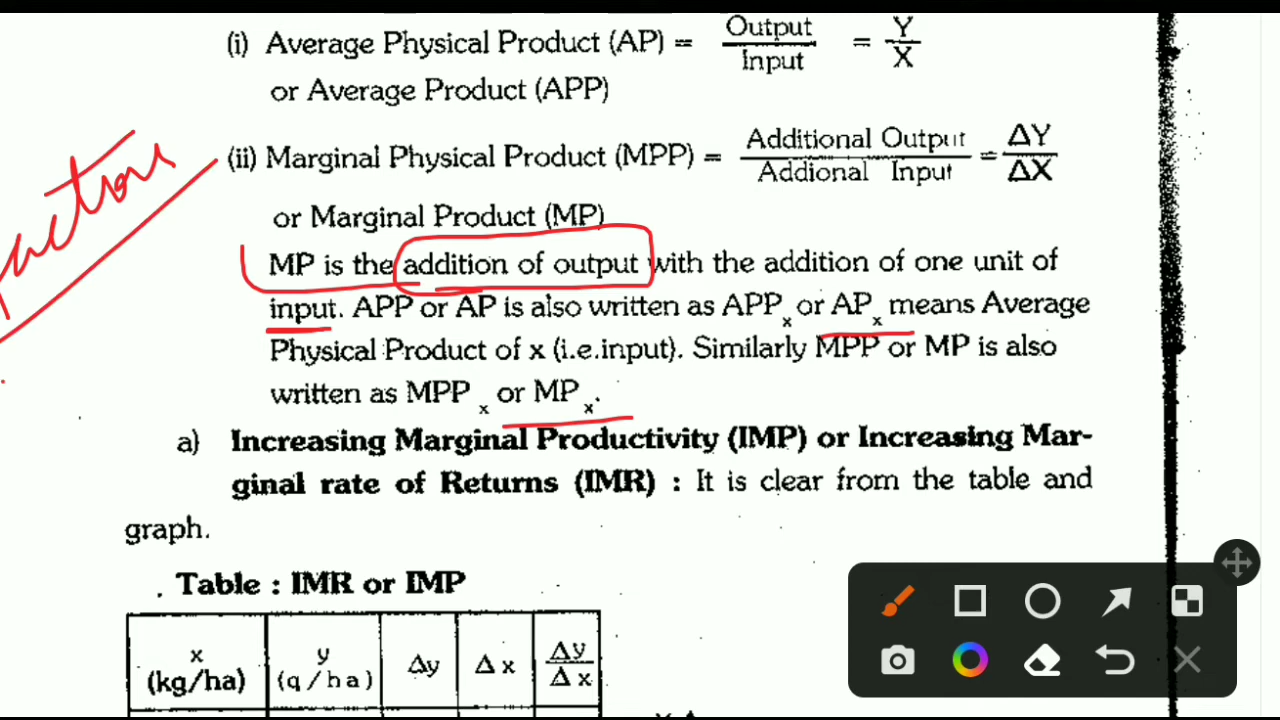 (i) Average Physical Product (AP) = Output / Input = Y / X
or Average Product (APP)
(ii) Marginal Physical Product (MPP) = Additional Output / Addional Input = ΔY / ΔX
or Marginal Product (MP)
MP is the addition of output with the addition of one unit of
input. APP or AP is also written as APPx or APx means Average
Physical Product of x (i.e.input). Similarly MPP or MP is also
written as MPP x or MP x.
a) Increasing Marginal Productivity (IMP) or Increasing Mar-
ginal rate of Returns (IMR) : It is clear from the table and
graph.
Table : IMR or IMP
x (kg/ha) y (q/ha) Δy Δx Δy / Δx